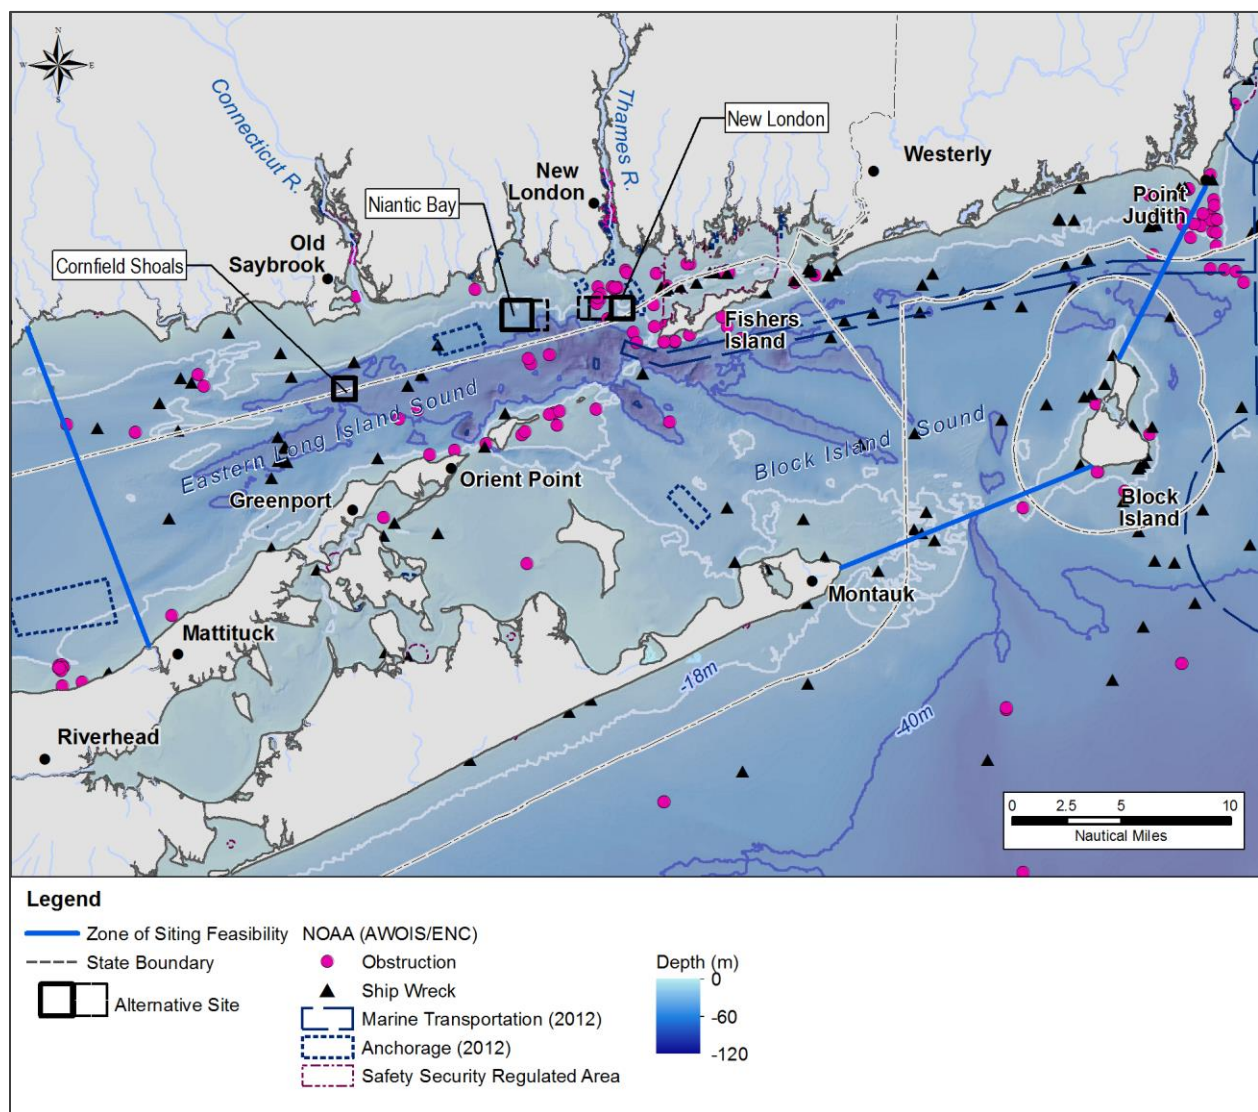 N
W E
S
Connecticut R.
Thames R.
New London
New
London
Westerly
Niantic Bay
Point
Judith
Old
Saybrook
Cornfield Shoals
Fishers
Island
Eastern Long Island Sound
Block Island Sound
Orient Point
Greenport
Block
Island
Montauk
Mattituck
-18m
-40m
Riverhead
0 2.5 5 10
Nautical Miles
Legend
Zone of Siting Feasibility
State Boundary
Alternative Site
NOAA (AWOIS/ENC)
Obstruction
Ship Wreck
Marine Transportation (2012)
Anchorage (2012)
Safety Security Regulated Area
Depth (m)
0
-60
-120